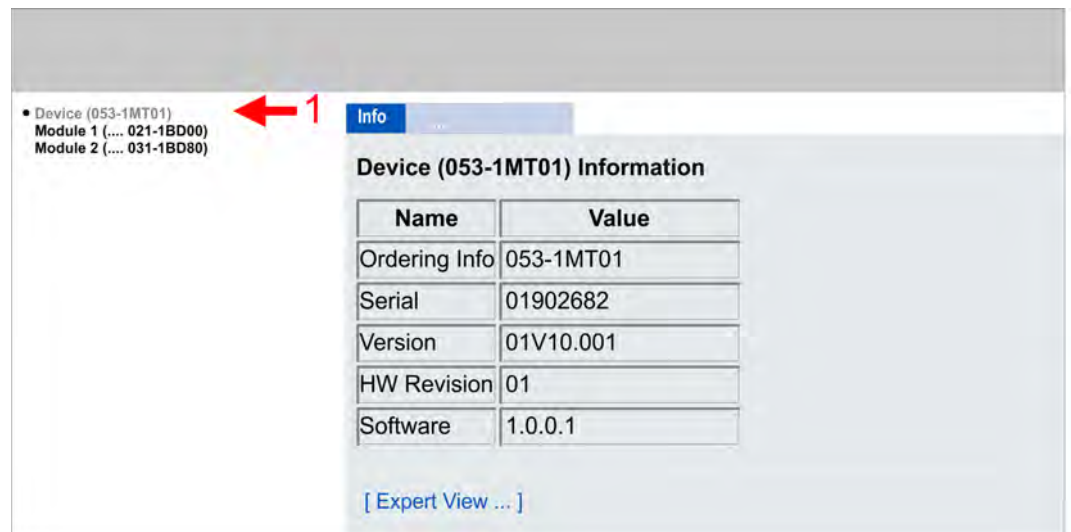 Device (053-1MT01)
Module 1 (.... 021-1BD00)
Module 2 (.... 031-1BD80)
1
Info
...
Device (053-1MT01) Information
Name Value
Ordering Info 053-1MT01
Serial 01902682
Version 01V10.001
HW Revision 01
Software 1.0.0.1
[ Expert View ... ]